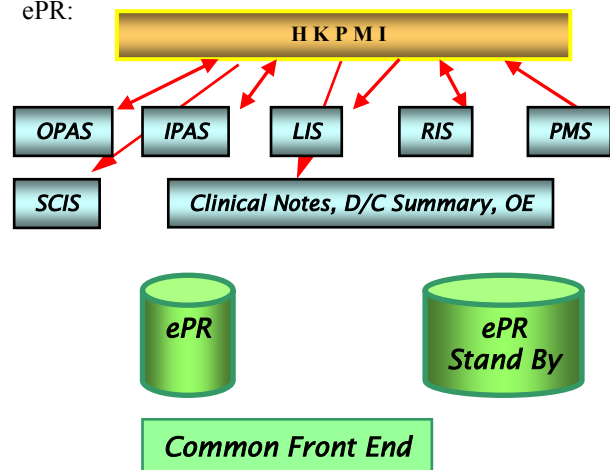 ePR:
H K P M I
OPAS IPAS LIS RIS PMS
SCIS Clinical Notes, D/C Summary, OE
ePR
ePR
Stand By
Common Front End